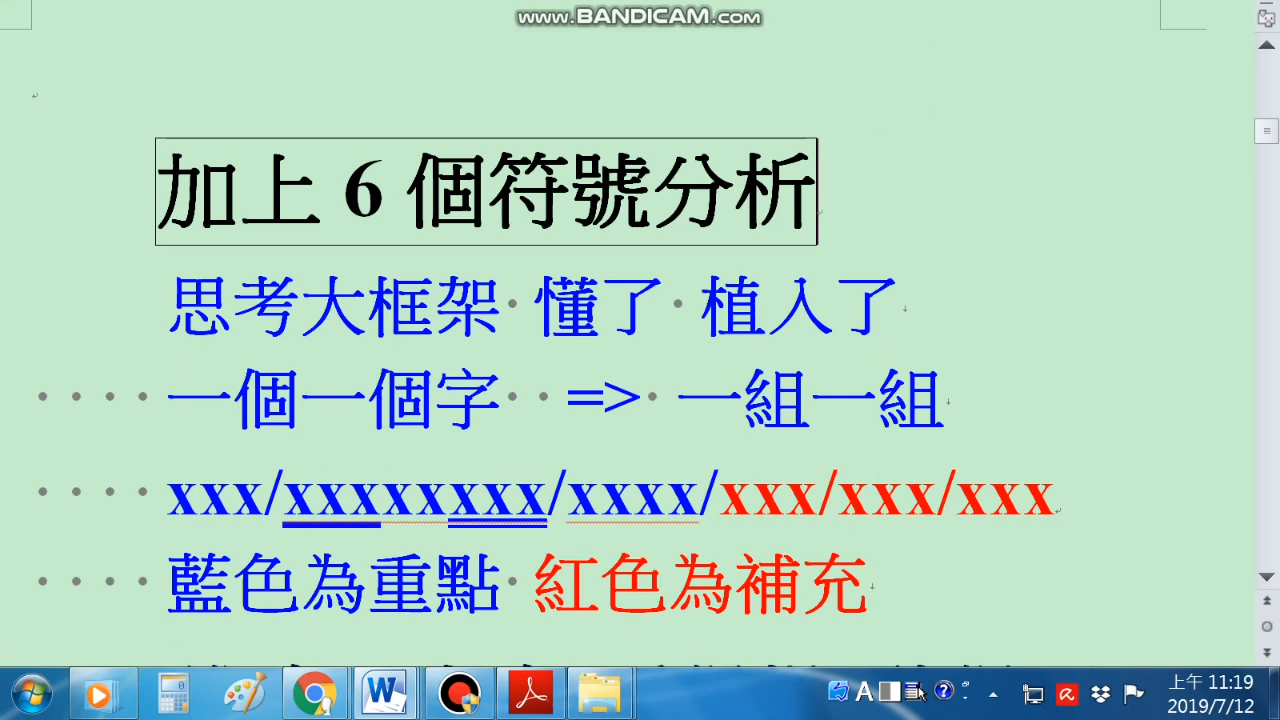 www.BANDICAM.com
加上 6 個符號分析
思考大框架 懂了 植入了
一個一個字 => 一組一組
xxx/xxxxxxxx/xxxx/xxx/xxx/xxx
藍色為重點 紅色為補充
上午 11:19
2019/7/12